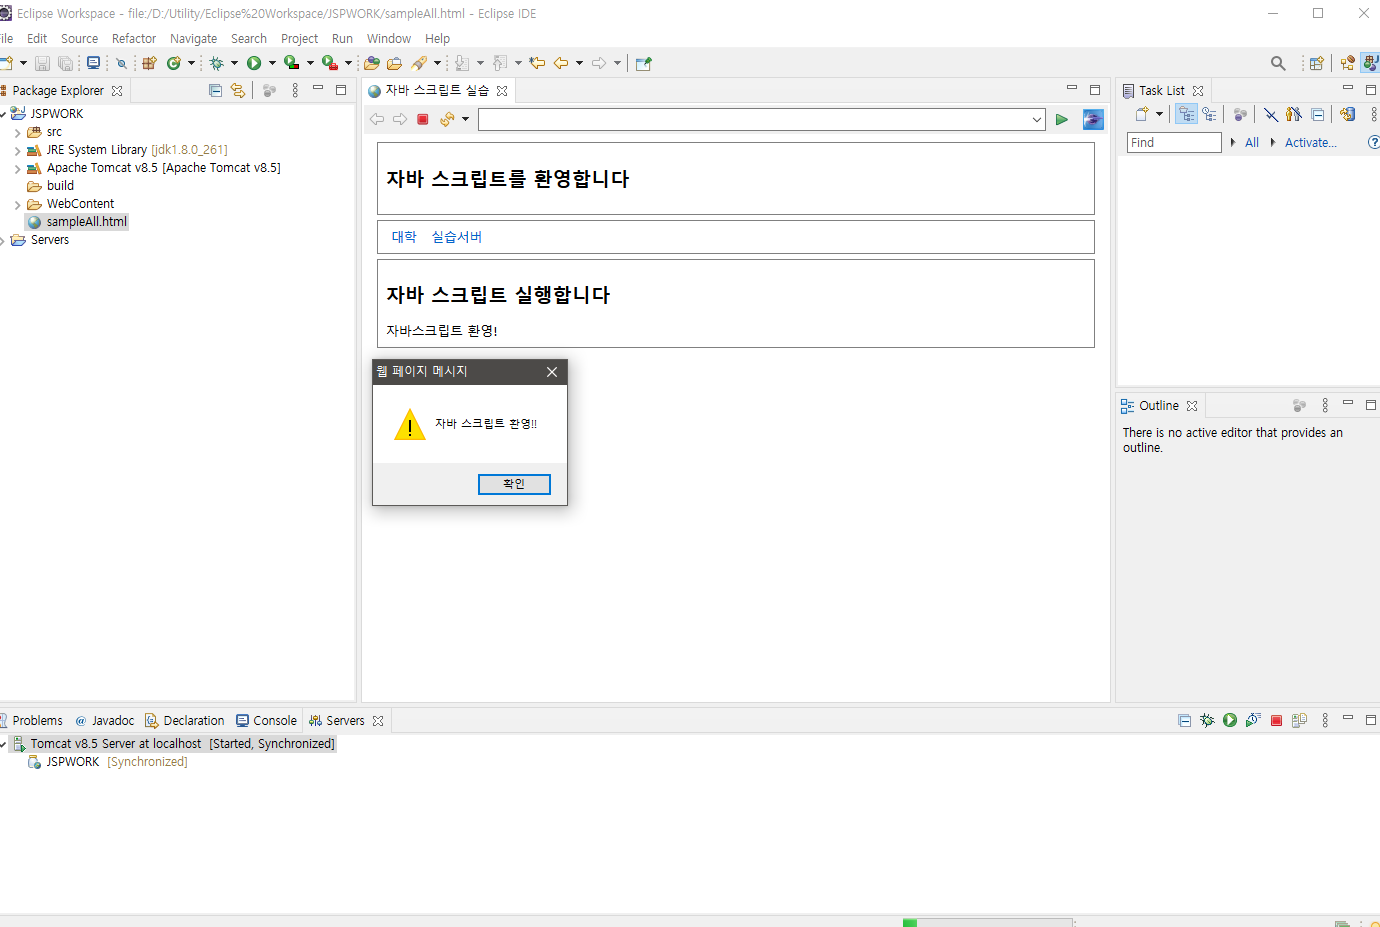 Eclipse Workspace - file:/D:/Utility/Eclipse%20Workspace/JSPWORK/sampleAll.html - Eclipse IDE
ile Edit Source Refactor Navigate Search Project Run Window Help
Package Explorer
JSPWORK
src
JRE System Library [jdk1.8.0_261]
Apache Tomcat v8.5 [Apache Tomcat v8.5]
build
WebContent
sampleAll.html
Servers
자바 스크립트 실습
자바 스크립트를 환영합니다
대학 실습서버
자바 스크립트 실행합니다
자바스크립트 환영!
웹 페이지 메시지
자바 스크립트 환영!!
확인
Task List
Find All Activate...
Outline
There is no active editor that provides an
outline.
Problems @ Javadoc Declaration Console Servers
Tomcat v8.5 Server at localhost [Started, Synchronized]
JSPWORK [Synchronized]